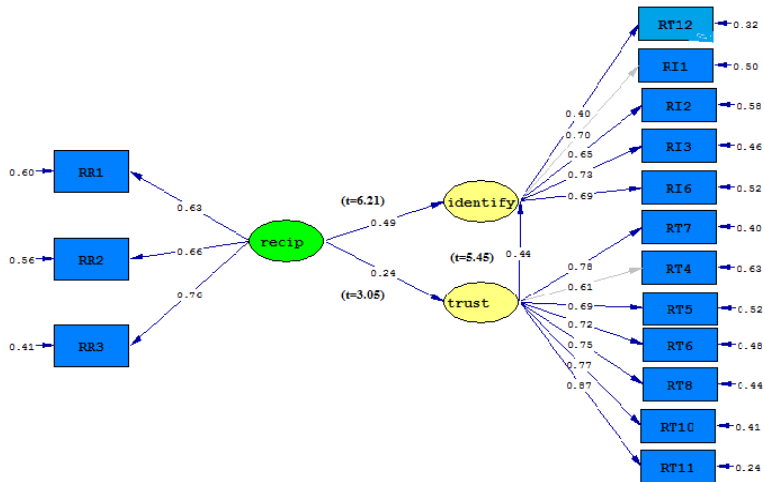 RT12
0.32
RI1
0.50
RI2
0.58
RI3
0.46
RI6
0.52
RT7
0.40
RT4
0.63
RT5
0.52
RT6
0.48
RT8
0.44
RT10
0.41
RT11
0.24
0.40
0.70
0.65
0.73
0.69
0.60
RR1
0.56
RR2
0.41
RR3
0.63
0.66
0.76
recip
(t=6.21)
0.49
identify
(t=5.45)
0.44
0.24
(t=3.05)
trust
0.78
0.61
0.69
0.72
0.75
0.77
0.87